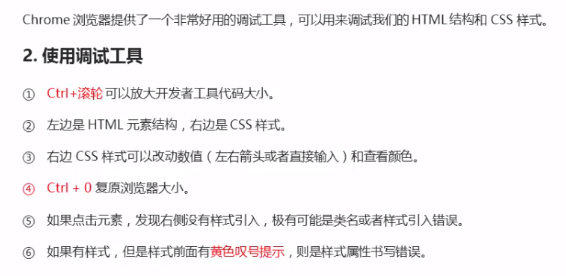 Chrome 浏览器提供了一个非常好用的调试工具，可以用来调试我们的 HTML 结构和 CSS 样式。
2. 使用调试工具
① Ctrl+滚轮 可以放大开发者工具代码大小。
② 左边是 HTML 元素结构，右边是 CSS 样式。
③ 右边 CSS 样式可以改动数值（左右箭头或者直接输入）和查看颜色。
④ Ctrl + 0 复原浏览器大小。
⑤ 如果点击元素，发现右侧没有样式引入，极有可能是类名或者样式引入错误。
⑥ 如果有样式，但是样式前面有黄色叹号提示，则是样式属性书写错误。